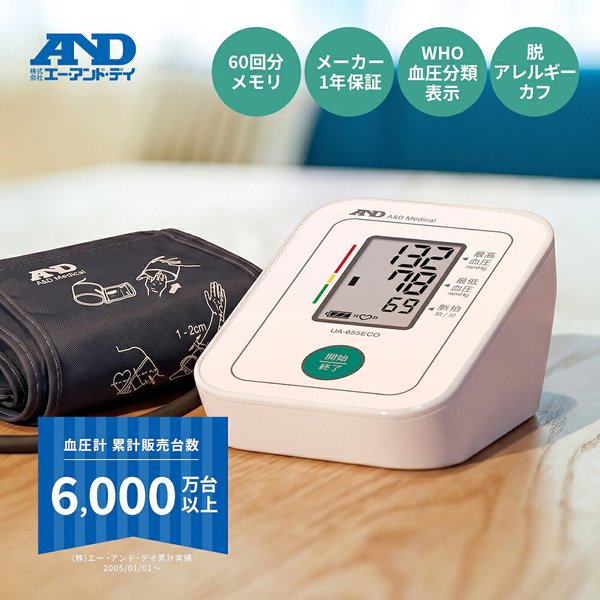 AND
株式会社 エー・アンド・デイ
60回分
メモリ
メーカー
1年保証
WHO
血圧分類
表示
脱
アレルギー
カフ
AND A&D Medical
132
78
69
最高
血圧
mmHg
最低
血圧
mmHg
脈拍
拍/分
UA-655ECO
開始
終了
AND
A&D Medical
1-2cm
血圧計 累計販売台数
6,000万台以上
(株)エー・アンド・デイ累計実績
2005/01/01〜